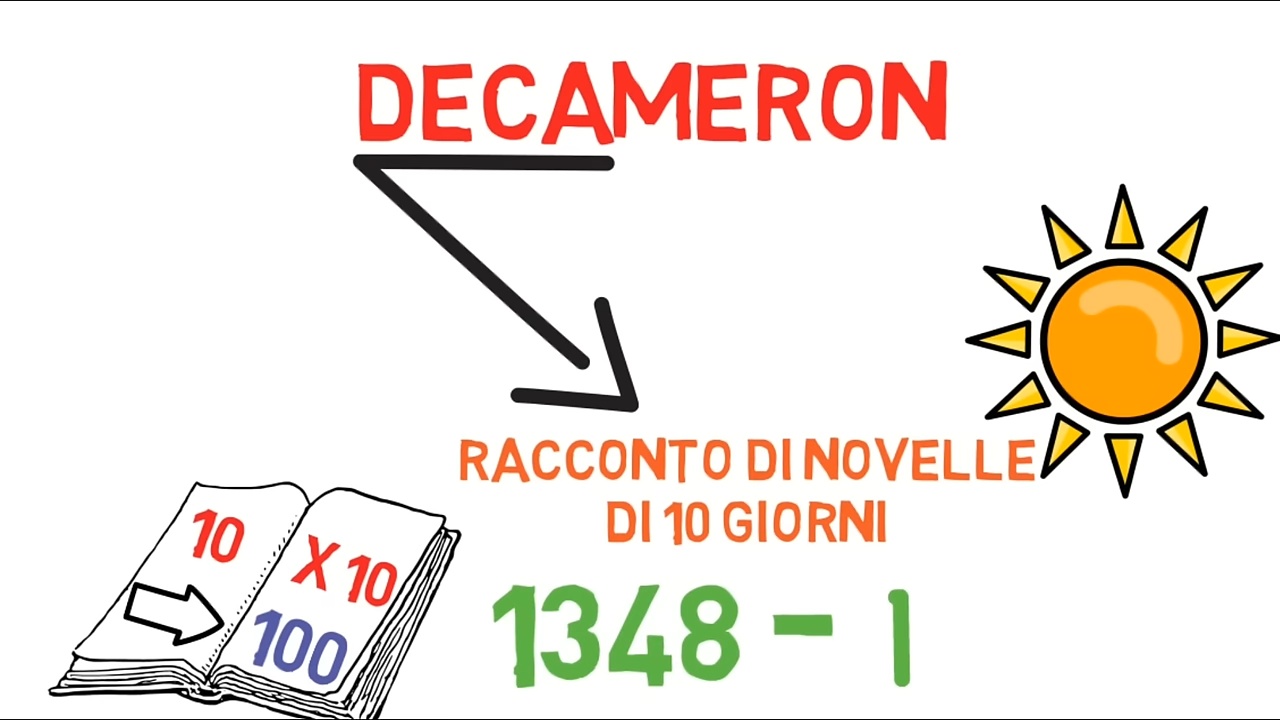 DECAMERON
RACCONTO DI NOVELLE
DI 10 GIORNI
10
X 10
100
1348 - 1